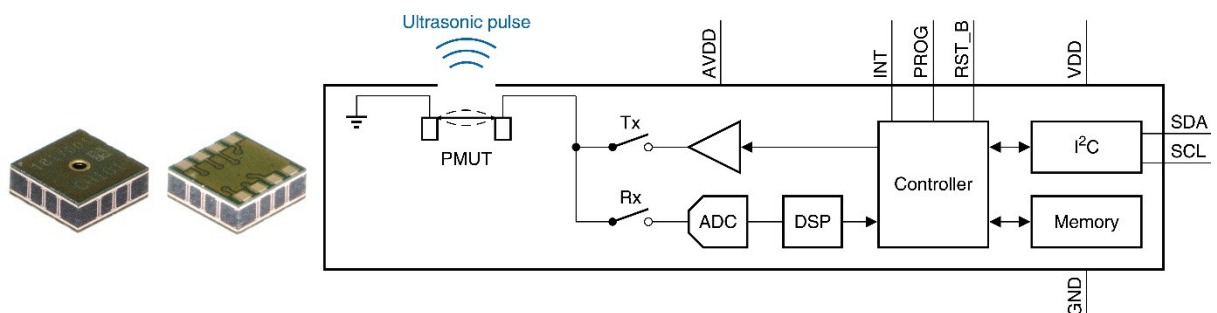 Ultrasonic pulse
AVDD
INT
PROG
RST_B
VDD
SDA
SCL
Tx
PMUT
I²C
Controller
Rx
ADC
DSP
Memory
GND